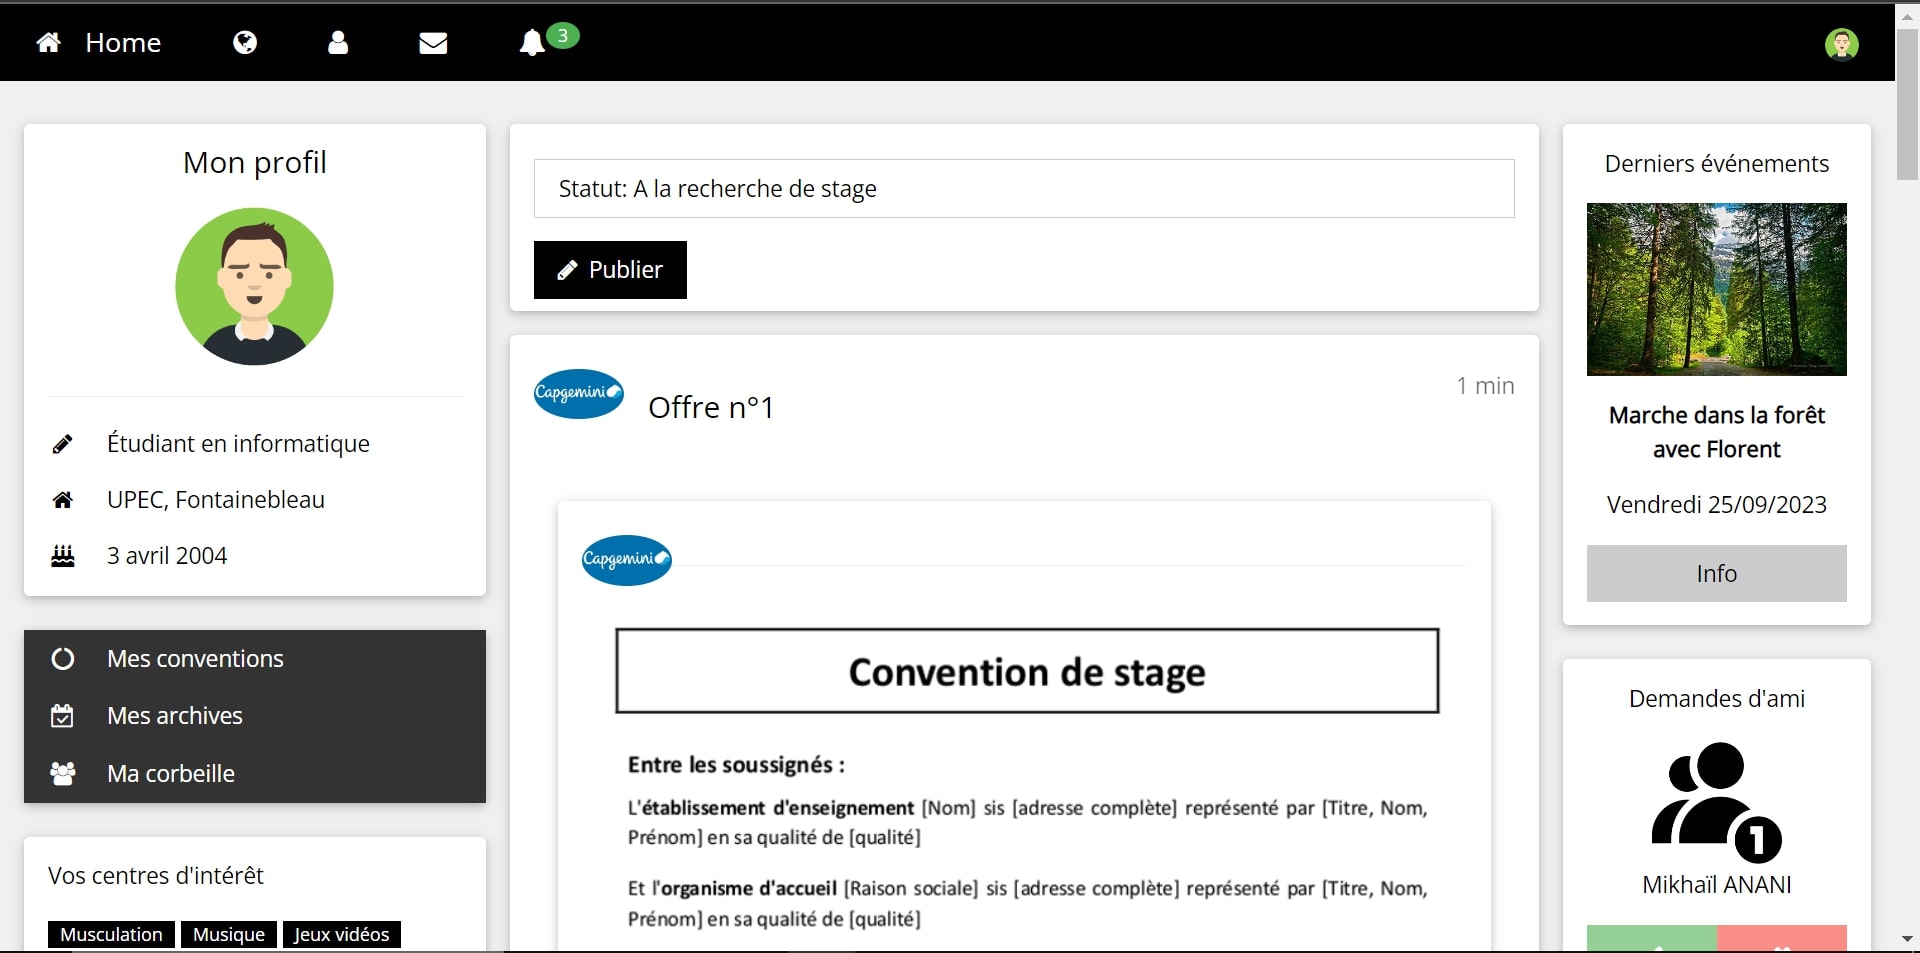 Home
3
Mon profil
Étudiant en informatique
UPEC, Fontainebleau
3 avril 2004
Mes conventions
Mes archives
Ma corbeille
Vos centres d'intérêt
Musculation Musique Jeux vidéos
Statut: A la recherche de stage
Publier
Capgemini
Offre n°1
1 min
Capgemini
Convention de stage
Entre les soussignés :
L'établissement d'enseignement [Nom] sis [adresse complète] représenté par [Titre, Nom,
Prénom] en sa qualité de [qualité]
Et l'organisme d'accueil [Raison sociale] sis [adresse complète] représenté par [Titre, Nom,
Prénom] en sa qualité de [qualité]
Derniers événements
Marche dans la forêt
avec Florent
Vendredi 25/09/2023
Info
Demandes d'ami
1
Mikhaïl ANANI